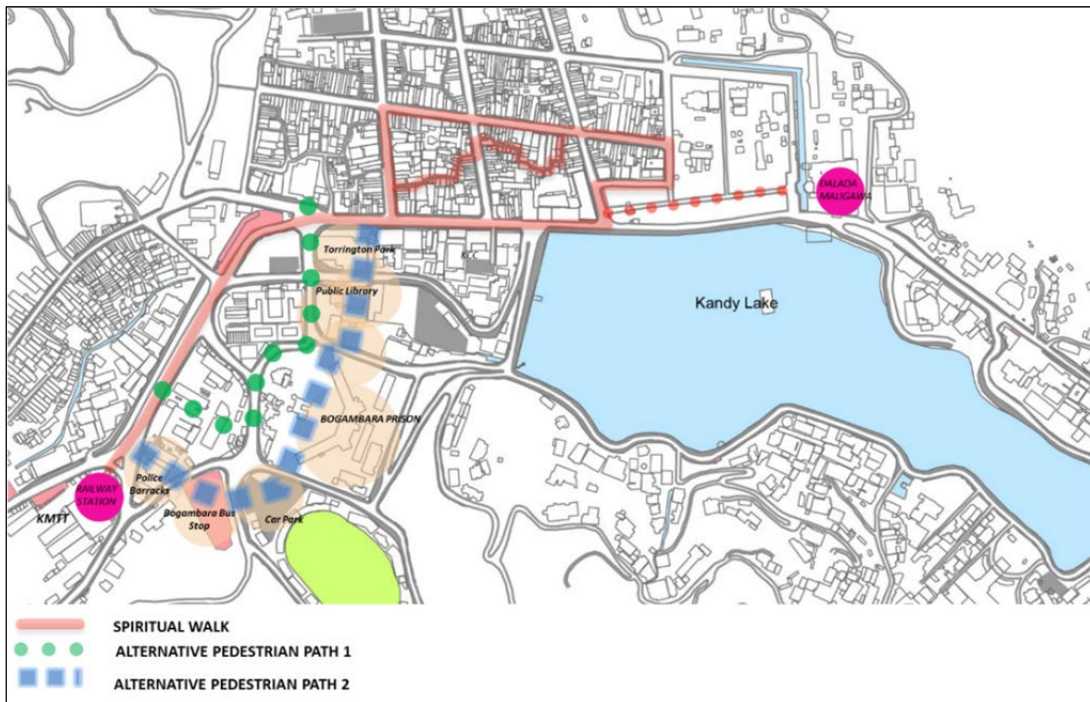 DALADA
MALIGAWA
Torrington Park
KCC
Public Library
Kandy Lake
BOGAMBARA PRISON
Police
Barracks
RAILWAY
STATION
KMTT
Bogambara Bus
Stop
Car Park
SPIRITUAL WALK
ALTERNATIVE PEDESTRIAN PATH 1
ALTERNATIVE PEDESTRIAN PATH 2